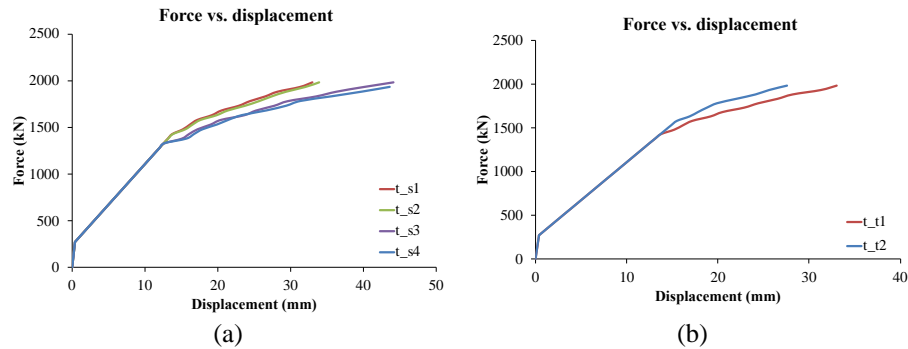 Force vs. displacement
2500
2000
1500
1000
500
0
Force (kN)
0 10 20 30 40 50
Displacement (mm)
t_s1
t_s2
t_s3
t_s4
(a)
Force vs. displacement
2500
2000
1500
1000
500
0
Force (kN)
0 10 20 30 40
Displacement (mm)
t_t1
t_t2
(b)